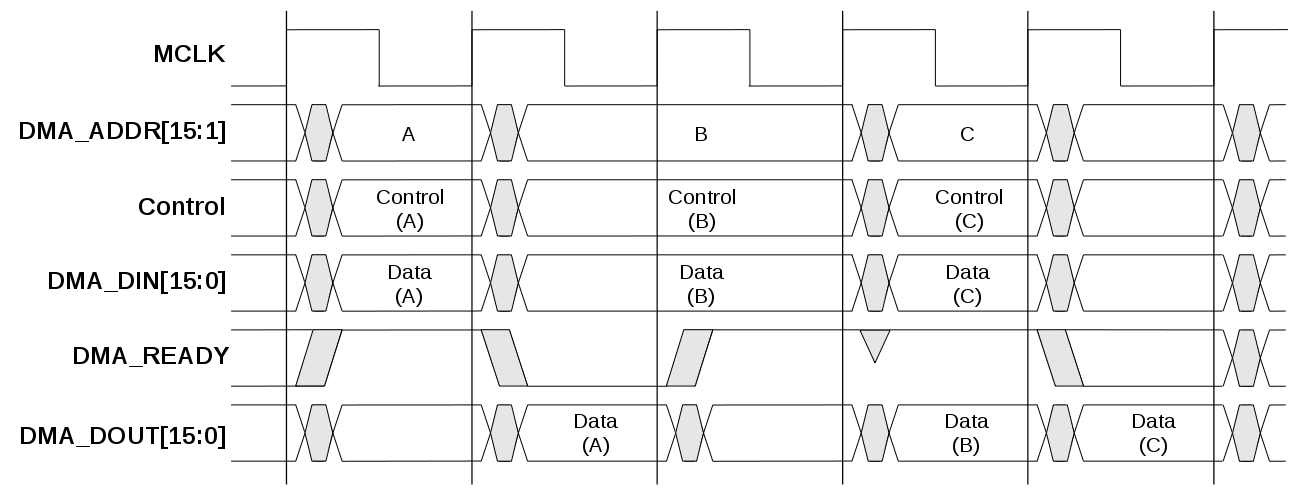 MCLK
DMA_ADDR[15:1]
A
B
C
Control
Control
(A)
Control
(B)
Control
(C)
DMA_DIN[15:0]
Data
(A)
Data
(B)
Data
(C)
DMA_READY
DMA_DOUT[15:0]
Data
(A)
Data
(B)
Data
(C)